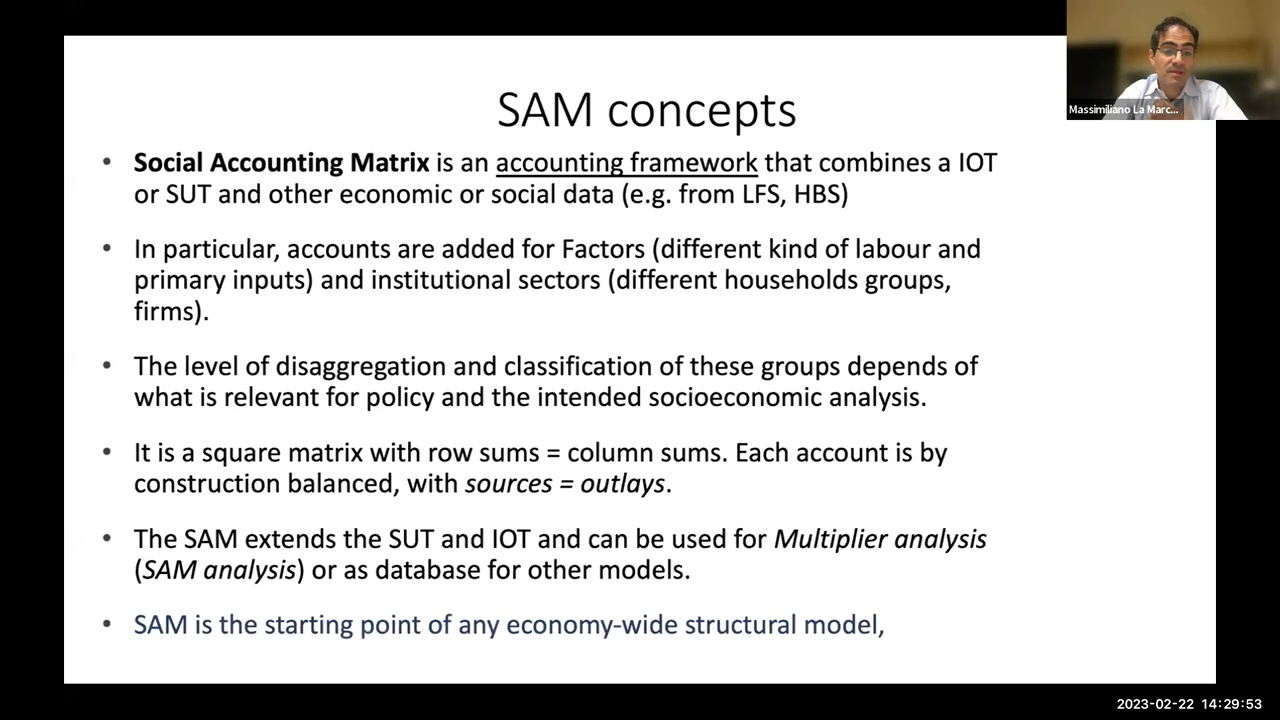 SAM concepts
Massimiliano La Marc...
• Social Accounting Matrix is an accounting framework that combines a IOT
or SUT and other economic or social data (e.g. from LFS, HBS)
• In particular, accounts are added for Factors (different kind of labour and
primary inputs) and institutional sectors (different households groups,
firms).
• The level of disaggregation and classification of these groups depends of
what is relevant for policy and the intended socioeconomic analysis.
• It is a square matrix with row sums = column sums. Each account is by
construction balanced, with sources = outlays.
• The SAM extends the SUT and IOT and can be used for Multiplier analysis
(SAM analysis) or as database for other models.
• SAM is the starting point of any economy-wide structural model,
2023-02-22 14:29:53